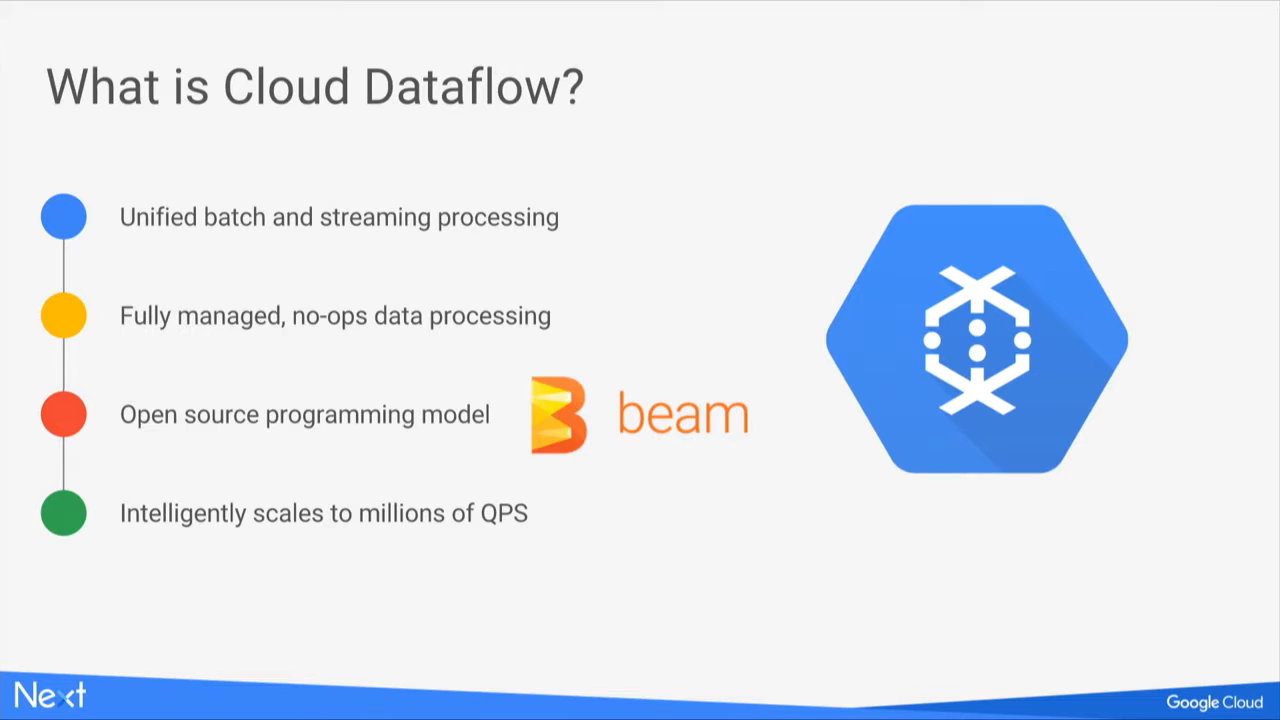 What is Cloud Dataflow?
Unified batch and streaming processing
Fully managed, no-ops data processing
Open source programming model
beam
Intelligently scales to millions of QPS
Next
Google Cloud